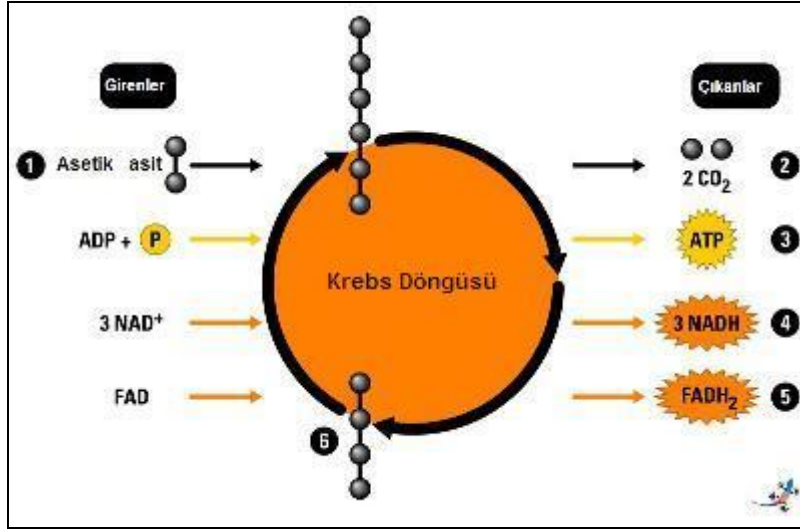 Girenler
Çıkanlar
1 Asetik asit
2 CO₂ 2
ADP + P
ATP 3
Krebs Döngüsü
3 NAD⁺
3 NADH 4
FAD
FADH₂ 5
6